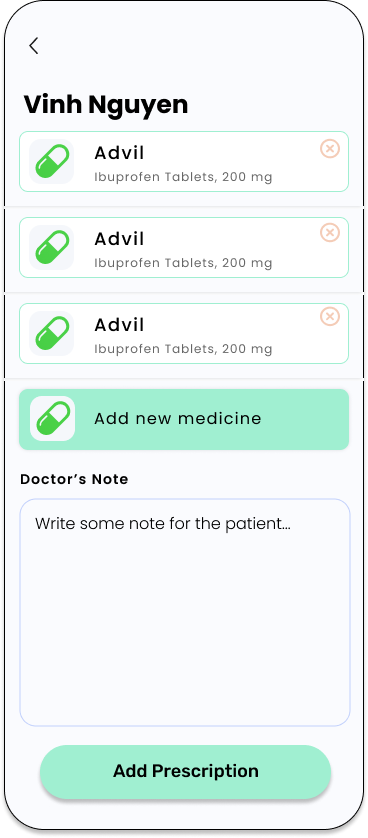 Vinh Nguyen
Advil
Ibuprofen Tablets, 200 mg
Advil
Ibuprofen Tablets, 200 mg
Advil
Ibuprofen Tablets, 200 mg
Add new medicine
Doctor’s Note
Write some note for the patient...
Add Prescription